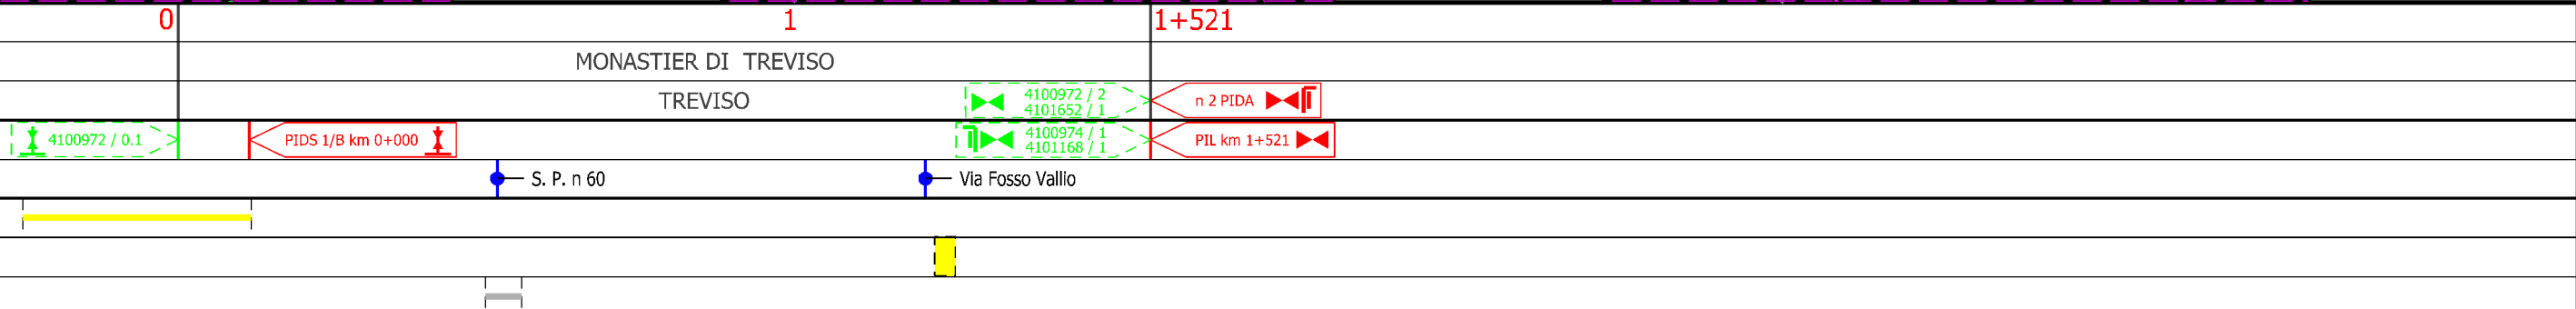 0
1
1+521
MONASTIER DI TREVISO
TREVISO
4100972 / 2
4101652 / 1
n 2 PIDA
4100972 / 0.1
PIDS 1/B km 0+000
4100974 / 1
4101168 / 1
PIL km 1+521
S. P. n 60
Via Fosso Vallio